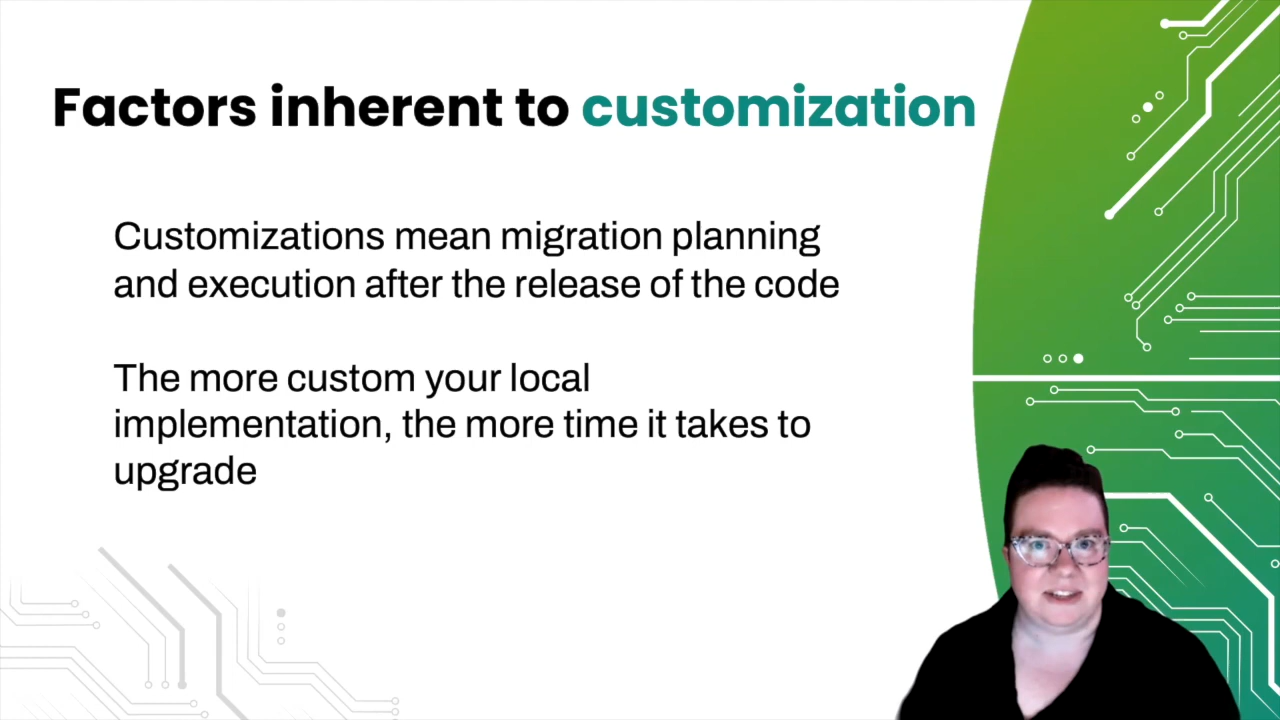 Factors inherent to customization
Customizations mean migration planning
and execution after the release of the code
The more custom your local
implementation, the more time it takes to
upgrade